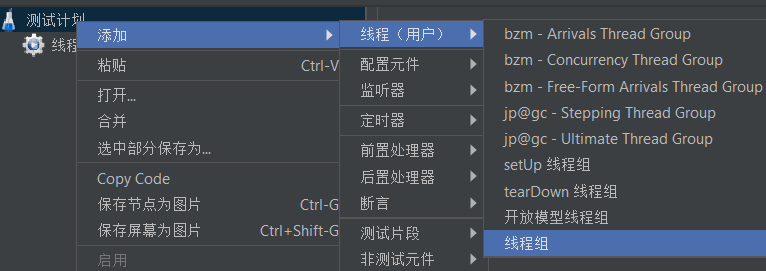 测试计划
线程
添加
粘贴 Ctrl-V
打开...
合并
选中部分保存为...
Copy Code
保存节点为图片 Ctrl-G
保存屏幕为图片 Ctrl+Shift-G
启用
线程（用户）
配置元件
监听器
定时器
前置处理器
后置处理器
断言
测试片段
非测试元件
bzm - Arrivals Thread Group
bzm - Concurrency Thread Group
bzm - Free-Form Arrivals Thread Group
jp@gc - Stepping Thread Group
jp@gc - Ultimate Thread Group
setUp 线程组
tearDown 线程组
开放模型线程组
线程组